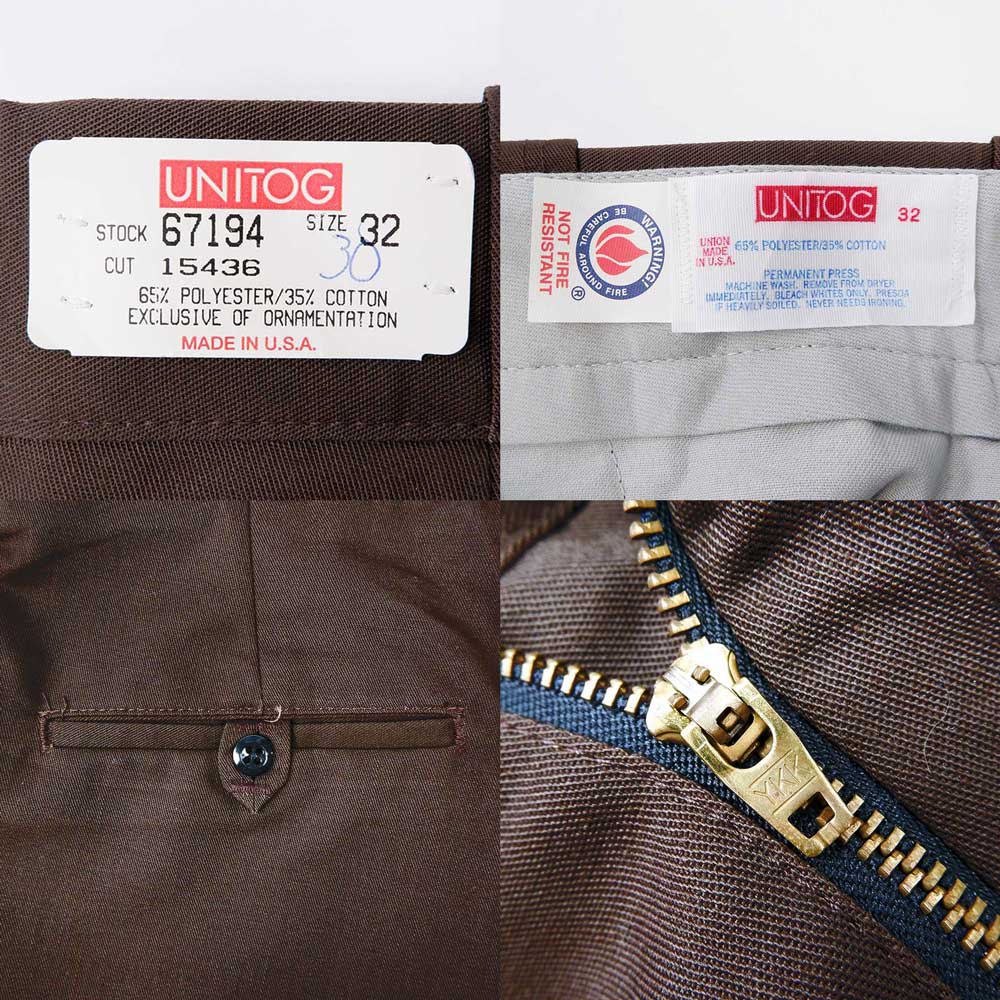 UNITOG
STOCK 67194 SIZE 32
38
CUT 15436
65% POLYESTER/35% COTTON
EXCLUSIVE OF ORNAMENTATION
MADE IN U.S.A.
NOT FIRE
RESISTANT
WARNING!
BE CAREFUL AROUND FIRE
®
UNITOG 32
UNION
MADE
IN U.S.A.
65% POLYESTER/35% COTTON
PERMANENT PRESS
MACHINE WASH. REMOVE FROM DRYER
IMMEDIATELY. BLEACH WHITES ONLY. PRESOA
IF HEAVILY SOILED. NEVER NEEDS IRONING.
YKK